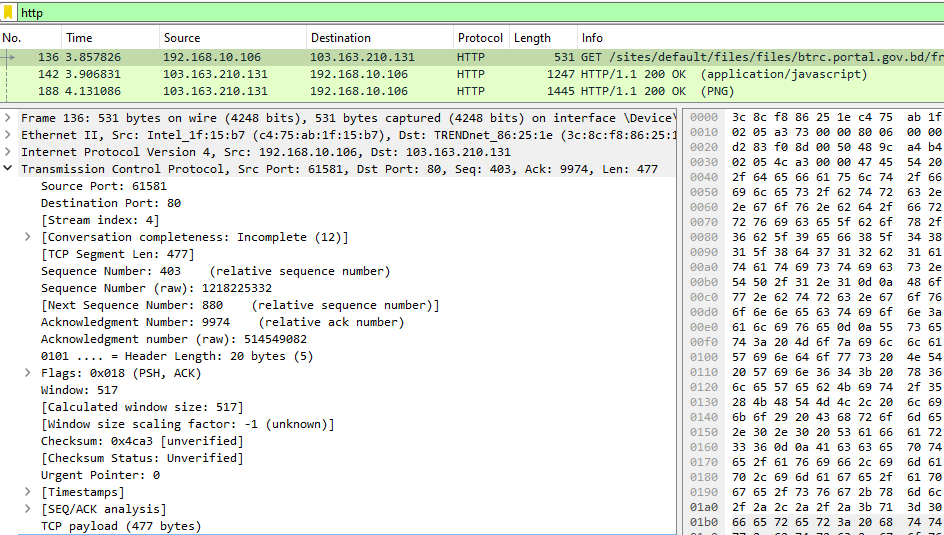 http
No. Time Source Destination Protocol Length Info
136 3.857826 192.168.10.106 103.163.210.131 HTTP 531 GET /sites/default/files/files/btrc.portal.gov.bd/fr
142 3.906831 103.163.210.131 192.168.10.106 HTTP 1247 HTTP/1.1 200 OK (application/javascript)
188 4.131086 103.163.210.131 192.168.10.106 HTTP 1445 HTTP/1.1 200 OK (PNG)
Frame 136: 531 bytes on wire (4248 bits), 531 bytes captured (4248 bits) on interface \Device\
Ethernet II, Src: Intel_1f:15:b7 (c4:75:ab:1f:15:b7), Dst: TRENDnet_86:25:1e (3c:8c:f8:86:25:1
Internet Protocol Version 4, Src: 192.168.10.106, Dst: 103.163.210.131
Transmission Control Protocol, Src Port: 61581, Dst Port: 80, Seq: 403, Ack: 9974, Len: 477
Source Port: 61581
Destination Port: 80
[Stream index: 4]
[Conversation completeness: Incomplete (12)]
[TCP Segment Len: 477]
Sequence Number: 403 (relative sequence number)
Sequence Number (raw): 1218225332
[Next Sequence Number: 880 (relative sequence number)]
Acknowledgment Number: 9974 (relative ack number)
Acknowledgment number (raw): 514549082
0101 .... = Header Length: 20 bytes (5)
Flags: 0x018 (PSH, ACK)
Window: 517
[Calculated window size: 517]
[Window size scaling factor: -1 (unknown)]
Checksum: 0x4ca3 [unverified]
[Checksum Status: Unverified]
Urgent Pointer: 0
[Timestamps]
[SEQ/ACK analysis]
TCP payload (477 bytes)
0000 3c 8c f8 86 25 1e c4 75 ab 1f
0010 02 05 a3 73 00 00 80 06 00 00
0020 d2 83 f0 8d 00 50 48 9c a4 b4
0030 02 05 4c a3 00 00 47 45 54 20
0040 2f 64 65 66 61 75 6c 74 2f 66
0050 69 6c 65 73 2f 62 74 72 63 2e
0060 2e 67 6f 76 2e 62 64 2f 66 72
0070 72 76 69 63 65 5f 62 6f 78 2f
0080 36 62 5f 39 65 66 38 5f 34 38
0090 31 5f 38 64 37 31 32 62 31 61
00a0 74 61 74 69 73 74 69 63 73 2e
00b0 54 50 2f 31 2e 31 0d 0a 48 6f
00c0 77 2e 62 74 72 63 2e 67 6f 76
00d0 6f 6e 6e 65 63 74 69 6f 6e 3a
00e0 61 6c 69 76 65 0d 0a 55 73 65
00f0 74 3a 20 4d 6f 7a 69 6c 6c 61
0100 57 69 6e 64 6f 77 73 20 4e 54
0110 20 57 69 6e 36 34 3b 20 78 36
0120 6c 65 57 65 62 4b 69 74 2f 35
0130 28 4b 48 54 4d 4c 2c 20 6c 69
0140 6b 6f 29 20 43 68 72 6f 6d 65
0150 2e 30 2e 30 20 53 61 66 61 72
0160 33 36 0d 0a 41 63 63 65 70 74
0170 65 2f 61 76 69 66 2c 69 6d 61
0180 70 2c 69 6d 61 67 65 2f 61 70
0190 67 65 2f 73 76 67 2b 78 6d 6c
01a0 2f 2a 2c 2a 2f 2a 3b 71 3d 30
01b0 66 65 72 65 72 3a 20 68 74 74